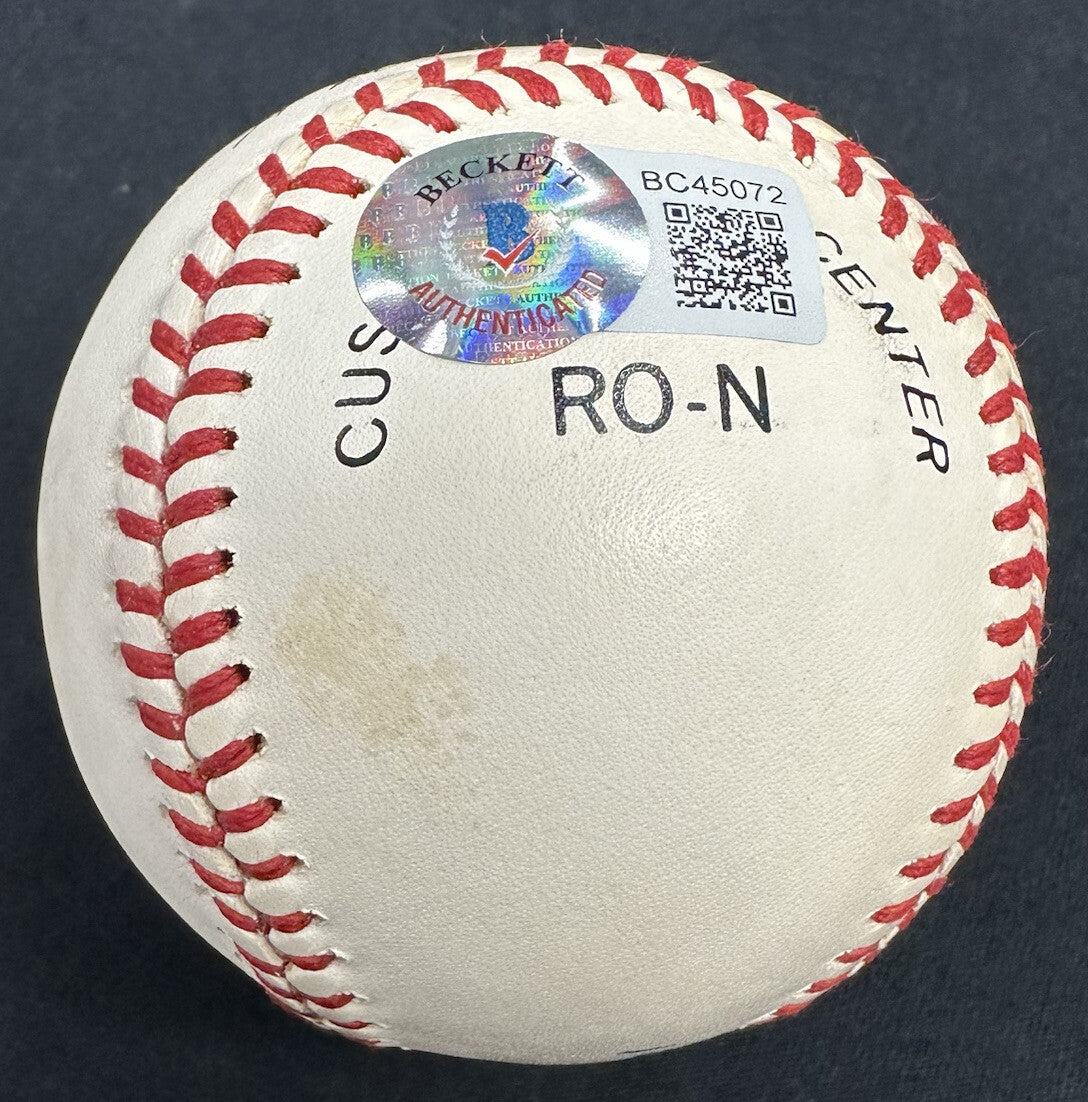 BECKETT
AUTHENTICATED
BC45072
CUS
CENTER
RO-N